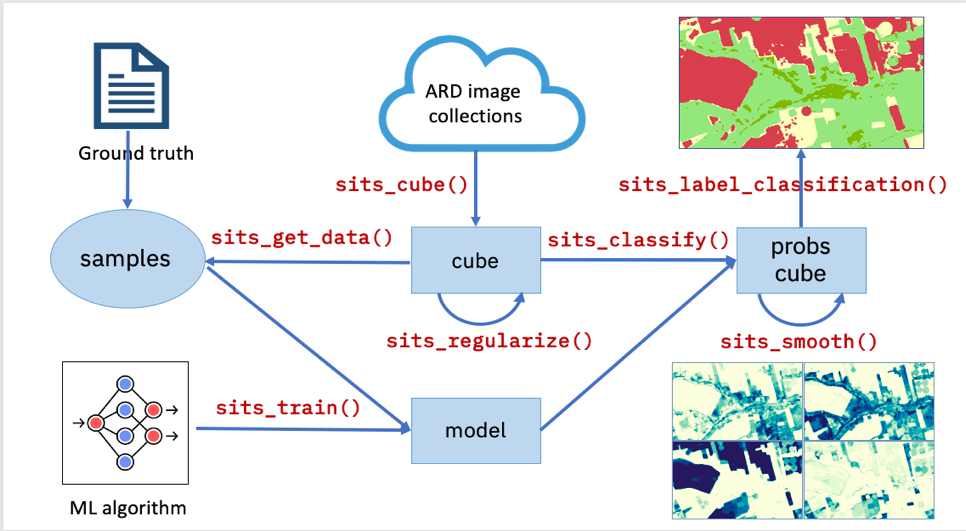 ARD image
collections
Ground truth
sits_cube()
sits_label_classification()
samples
sits_get_data()
cube
sits_classify()
probs
cube
sits_regularize()
sits_smooth()
sits_train()
model
ML algorithm